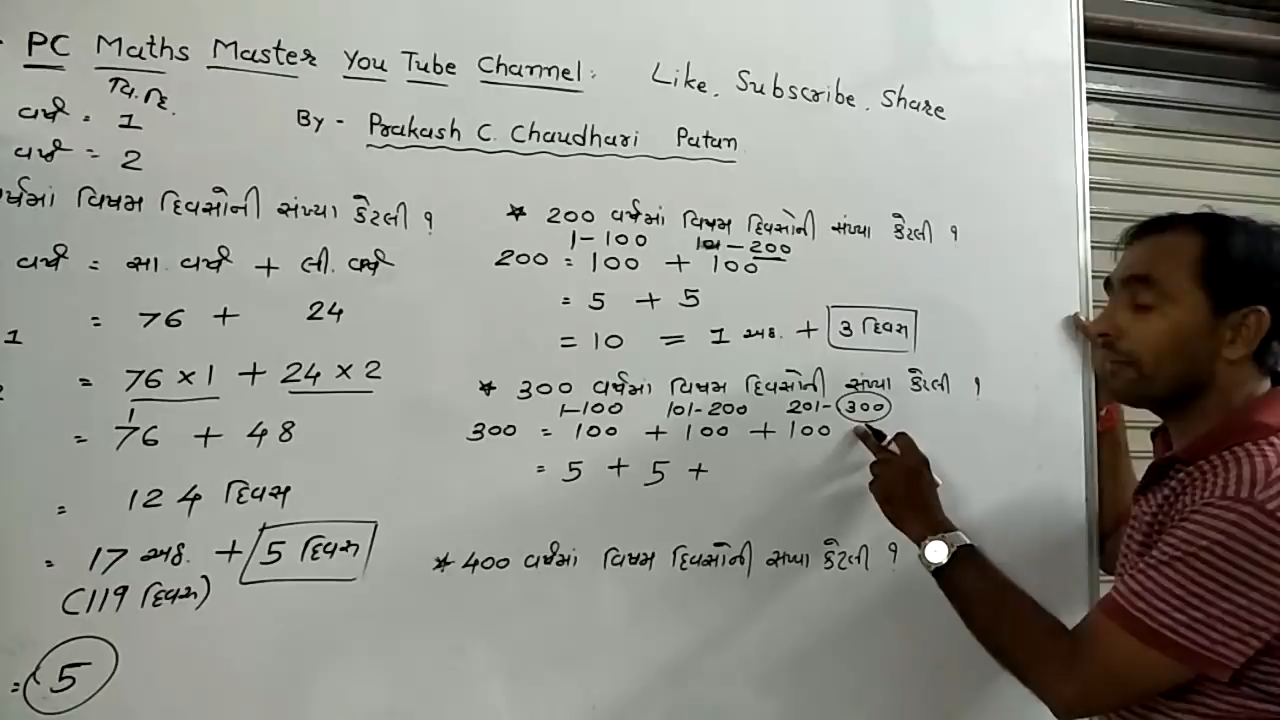 PC Maths Master You Tube Channel: Like. Subscribe. Share
By - Prakash C. Chaudhari Patan
વિ.દિ.
વર્ષ = 1
વર્ષ = 2
ર્ષમાં વિષમ દિવસોની સંખ્યા કેટલી ?
વર્ષ = સા. વર્ષ + લી. વર્ષ
= 76 + 24
1
= 76 × 1 + 24 × 2
1
= 76 + 48
= 124 દિવસ
= 17 અઠ. + 5 દિવસ
(119 દિવસ)
= 5
* 200 વર્ષમાં વિષમ દિવસોની સંખ્યા કેટલી ?
1-100 101-200
200 = 100 + 100
= 5 + 5
= 10 = 1 અઠ. + 3 દિવસ
* 300 વર્ષમાં વિષમ દિવસોની સંખ્યા કેટલી ?
1-100 101-200 201-300
300 = 100 + 100 + 100
= 5 + 5 +
* 400 વર્ષમાં વિષમ દિવસોની સખ્યા કેટલી ?